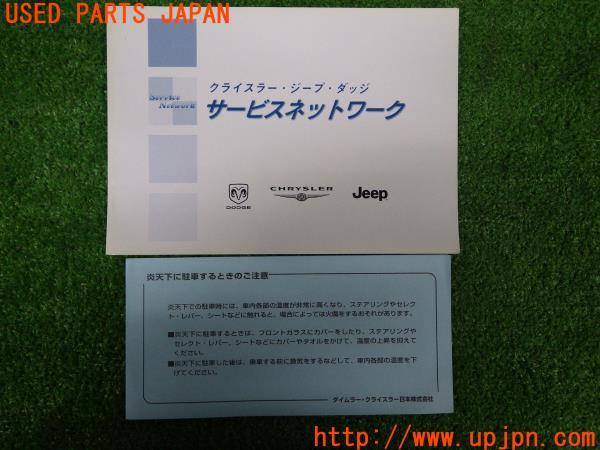 USED PARTS JAPAN
クライスラー・ジープ・ダッジ
Service
Network
サービスネットワーク
DODGE
CHRYSLER
Jeep
炎天下に駐車するときのご注意
炎天下での駐車時には、車内各部の温度が非常に高くなり、ステアリングやセレク
ト・レバー、シートなどに触れると、場合によっては火傷をするおそれがあります。
■炎天下に駐車するときは、フロントガラスにカバーをしたり、ステアリングや
セレクト・レバー、シートなどにカバーやタオルをかけて、温度の上昇を抑えて
ください。
■炎天下に駐車した後は、乗車する前に換気をするなどして、車内各部の温度を下
げてください。
ダイムラー・クライスラー日本株式会社
http://www.upjpn.com/